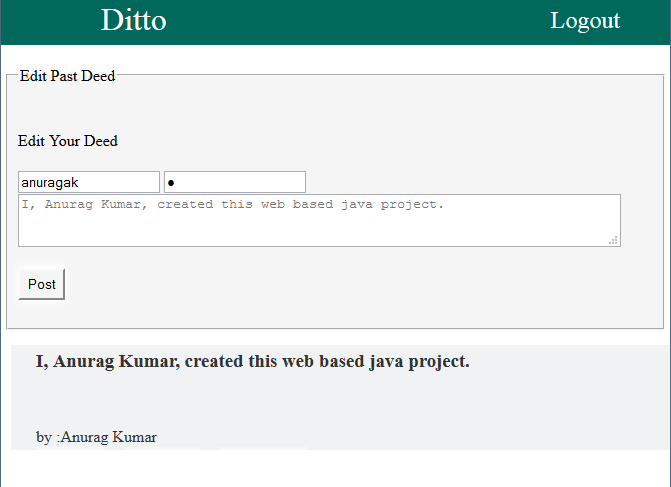 Ditto Logout
Edit Past Deed
Edit Your Deed
anuragak •
I, Anurag Kumar, created this web based java project.
Post
I, Anurag Kumar, created this web based java project.
by :Anurag Kumar